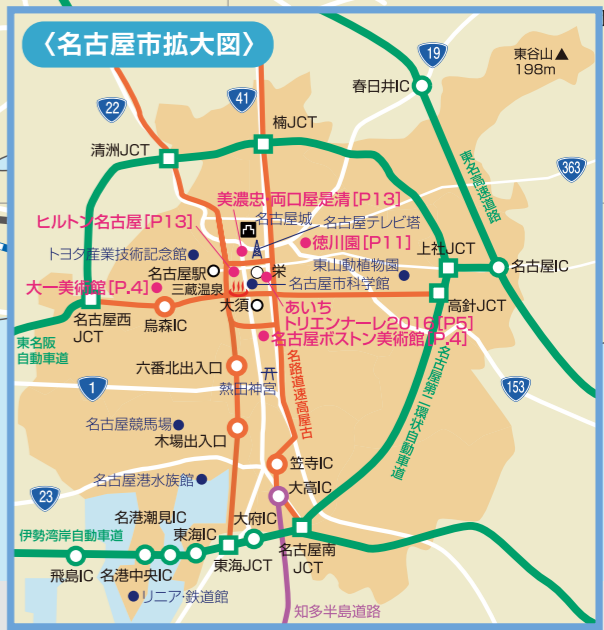 〈名古屋市拡大図〉
19
東谷山▲
198m
春日井IC
22
41
楠JCT
清洲JCT
東名高速道路
363
美濃忠・両口屋是清[P13]
ヒルトン名古屋[P13]
名古屋城
名古屋テレビ塔
徳川園[P11]
トヨタ産業技術記念館
上社JCT
名古屋駅
栄
東山動植物園
名古屋IC
大一美術館[P.4]
三蔵温泉
名古屋市科学館
大須
高針JCT
名古屋西
JCT
烏森IC
あいち
トリエンナーレ2016[P5]
名古屋ボストン美術館[P.4]
東名阪
自動車道
六番北出入口
熱田神宮
名古屋高速道路
名古屋第二環状自動車道
1
153
名古屋競馬場
木場出入口
笠寺IC
名古屋港水族館
大高IC
23
名港潮見IC
大府IC
伊勢湾岸自動車道
東海IC
名古屋南
JCT
飛島IC
名港中央IC
東海JCT
リニア・鉄道館
知多半島道路